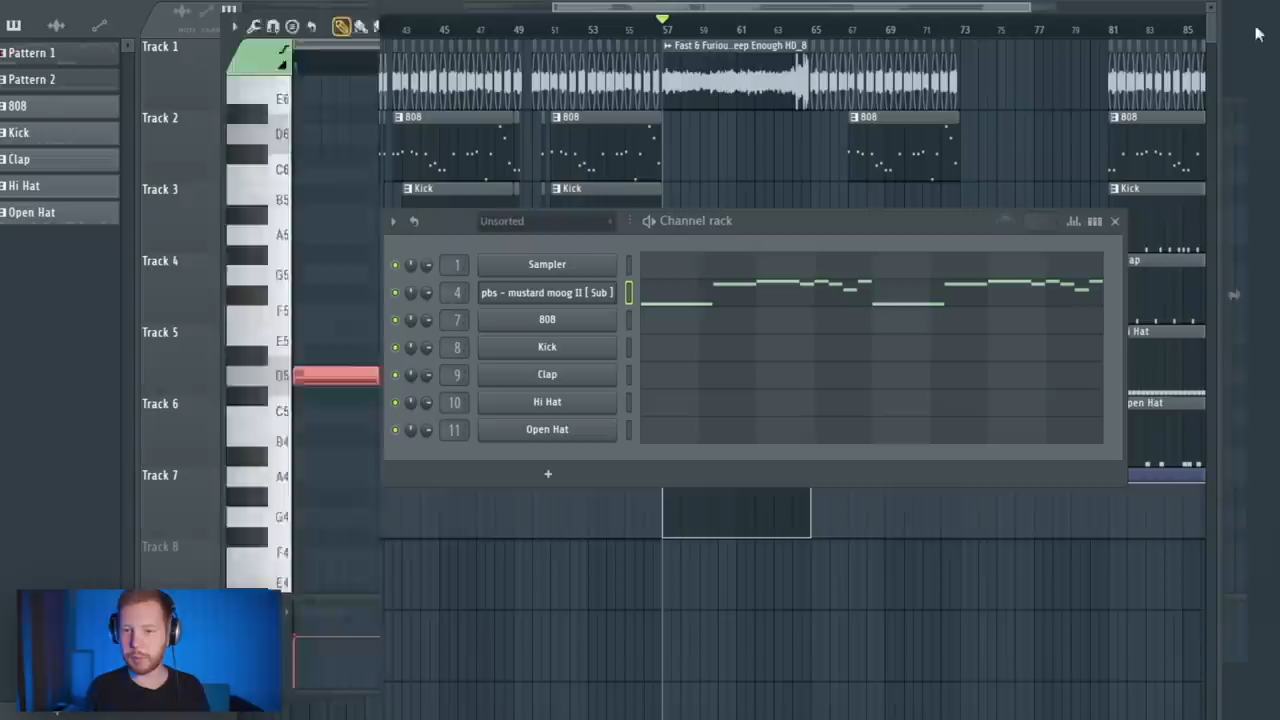 43 45 47 49 51 53 55 57 59 61 63 65 67 69 71 73 75 77 79 81 83 85
Pattern 1
Pattern 2
808
Kick
Clap
Hi Hat
Open Hat
Track 1
Fast & Furiou..eep Enough HD_8
Track 2
808
808
808
808
Track 3
Kick
Kick
Kick
Track 4
ap
Track 5
Hat
Track 6
pen Hat
Track 7
Track 8
E6
D6
C6
B5
A5
G5
F5
E5
D5
C5
B4
A4
G4
F4
Unsorted
Channel rack
1 Sampler
4 pbs - mustard moog II [ Sub ]
7 808
8 Kick
9 Clap
10 Hi Hat
11 Open Hat
+